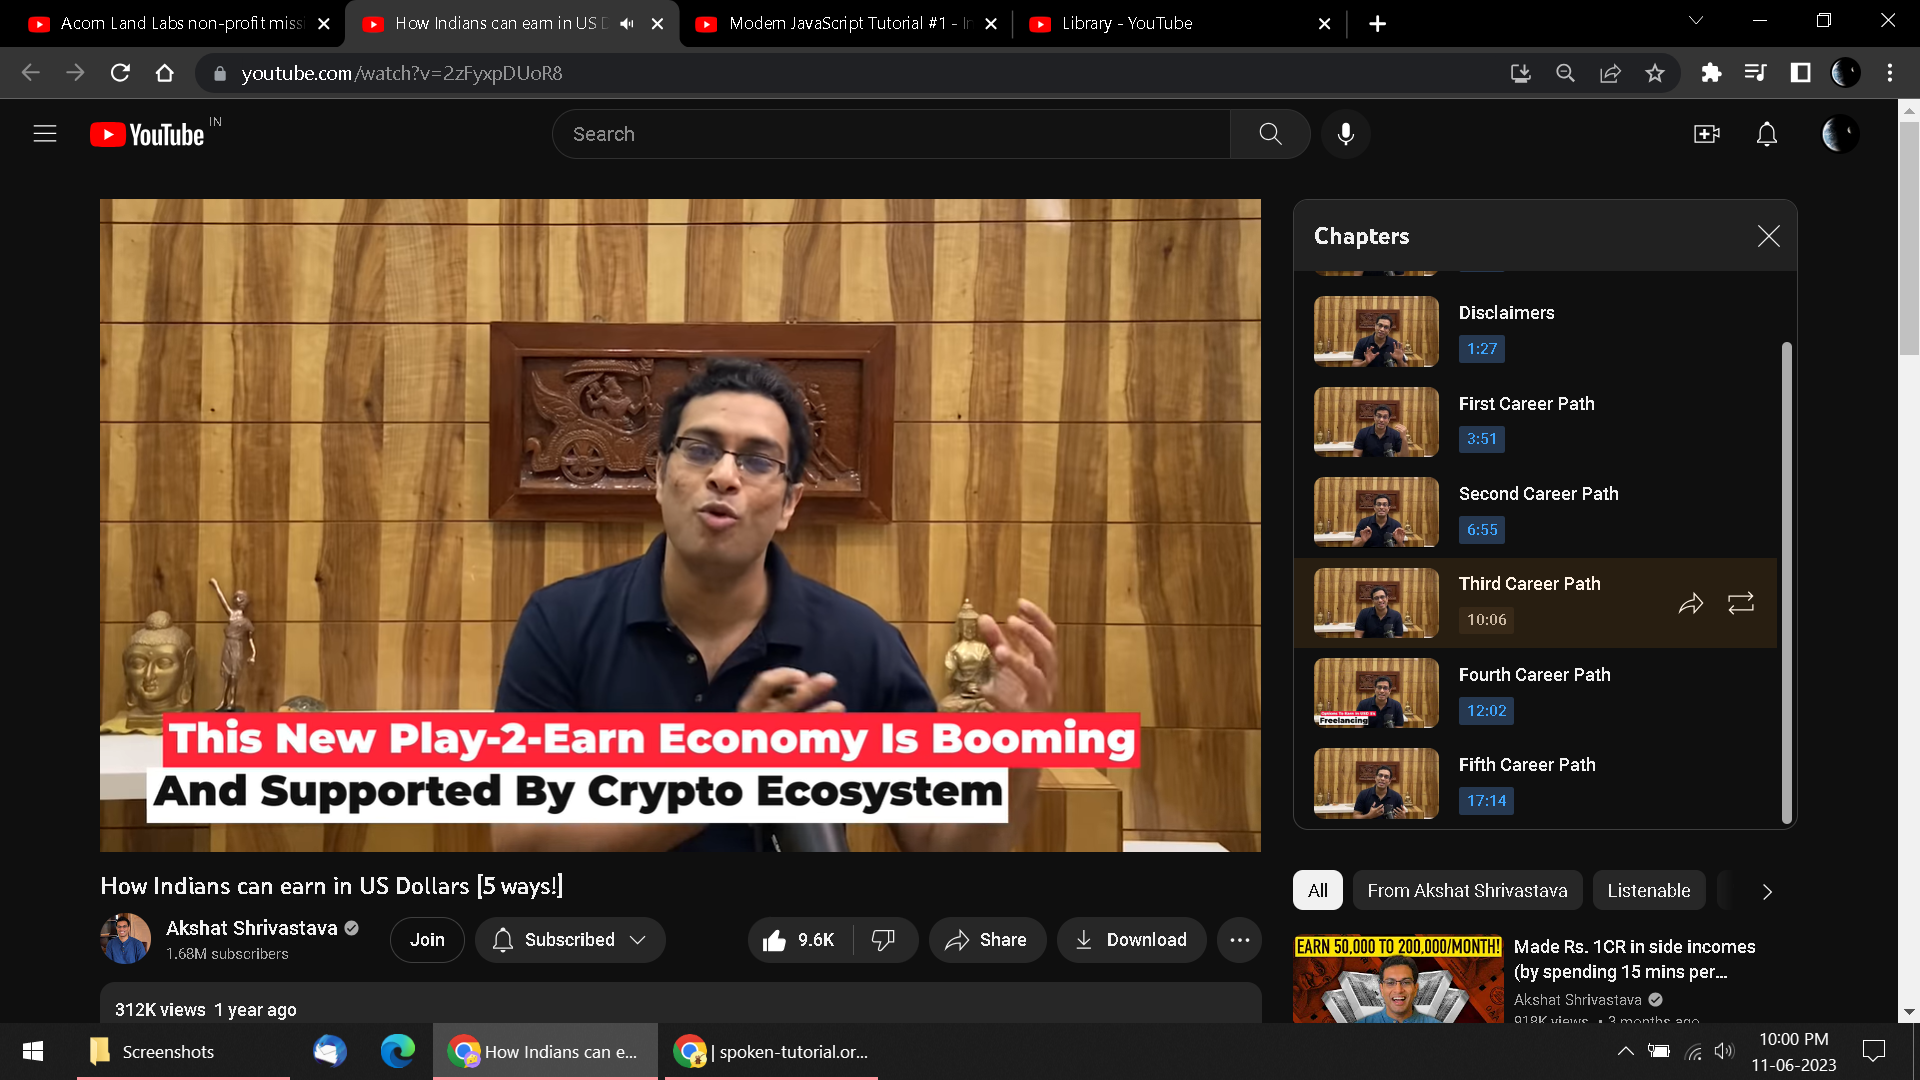 Acorn Land Labs non-profit miss
How Indians can earn in US D
Modern JavaScript Tutorial #1 - In
Library - YouTube
youtube.com/watch?v=2zFyxpDUoR8
YouTube IN
Search
Chapters
Disclaimers
1:27
First Career Path
3:51
Second Career Path
6:55
Third Career Path
10:06
Fourth Career Path
12:02
Freelancing
Fifth Career Path
17:14
This New Play-2-Earn Economy Is Booming
And Supported By Crypto Ecosystem
How Indians can earn in US Dollars [5 ways!]
Akshat Shrivastava
1.68M subscribers
Join
Subscribed
9.6K
Share
Download
312K views 1 year ago
All
From Akshat Shrivastava
Listenable
EARN 50,000 TO 200,000/MONTH!
Made Rs. 1CR in side incomes
(by spending 15 mins per...
Akshat Shrivastava
918K views • 3 months ago
Screenshots
How Indians can e...
| spoken-tutorial.or...
10:00 PM
11-06-2023